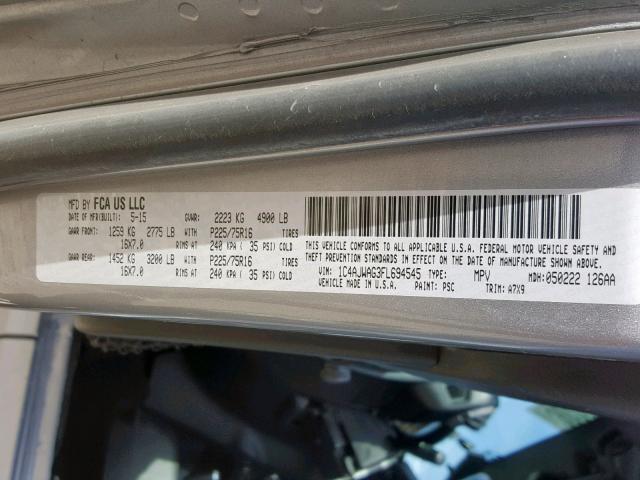 MFD BY FCA US LLC
DATE OF MFR(BUILT): 5-15 GVWR: 2223 KG 4900 LB
GAWR FRONT: 1259 KG 2775 LB WITH P225/75R16 TIRES
16X7.0 RIMS AT 240 KPA ( 35 PSI) COLD
GAWR REAR: 1452 KG 3200 LB WITH P225/75R16 TIRES
16X7.0 RIMS AT 240 KPA ( 35 PSI) COLD
THIS VEHICLE CONFORMS TO ALL APPLICABLE U.S.A. FEDERAL MOTOR VEHICLE SAFETY AND
THEFT PREVENTION STANDARDS IN EFFECT ON THE DATE OF MANUFACTURE SHOWN ABOVE.
VIN: 1C4AJWAG3FL694545 TYPE: MPV MDH: 050222 126AA
VEHICLE MADE IN U.S.A. PAINT: PSC TRIM: A7X9